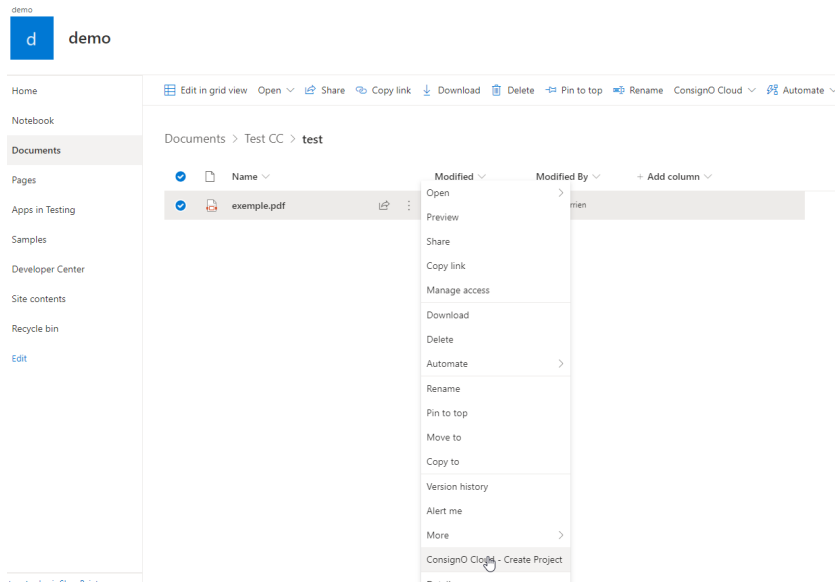 demo
d
demo
Home
Notebook
Documents
Pages
Apps in Testing
Samples
Developer Center
Site contents
Recycle bin
Edit
Edit in grid view Open Share Copy link Download Delete Pin to top Rename ConsignO Cloud Automate
Documents > Test CC > test
Name Modified Modified By + Add column
exemple.pdf rrien
Open
Preview
Share
Copy link
Manage access
Download
Delete
Automate
Rename
Pin to top
Move to
Copy to
Version history
Alert me
More
ConsignO Cloud - Create Project